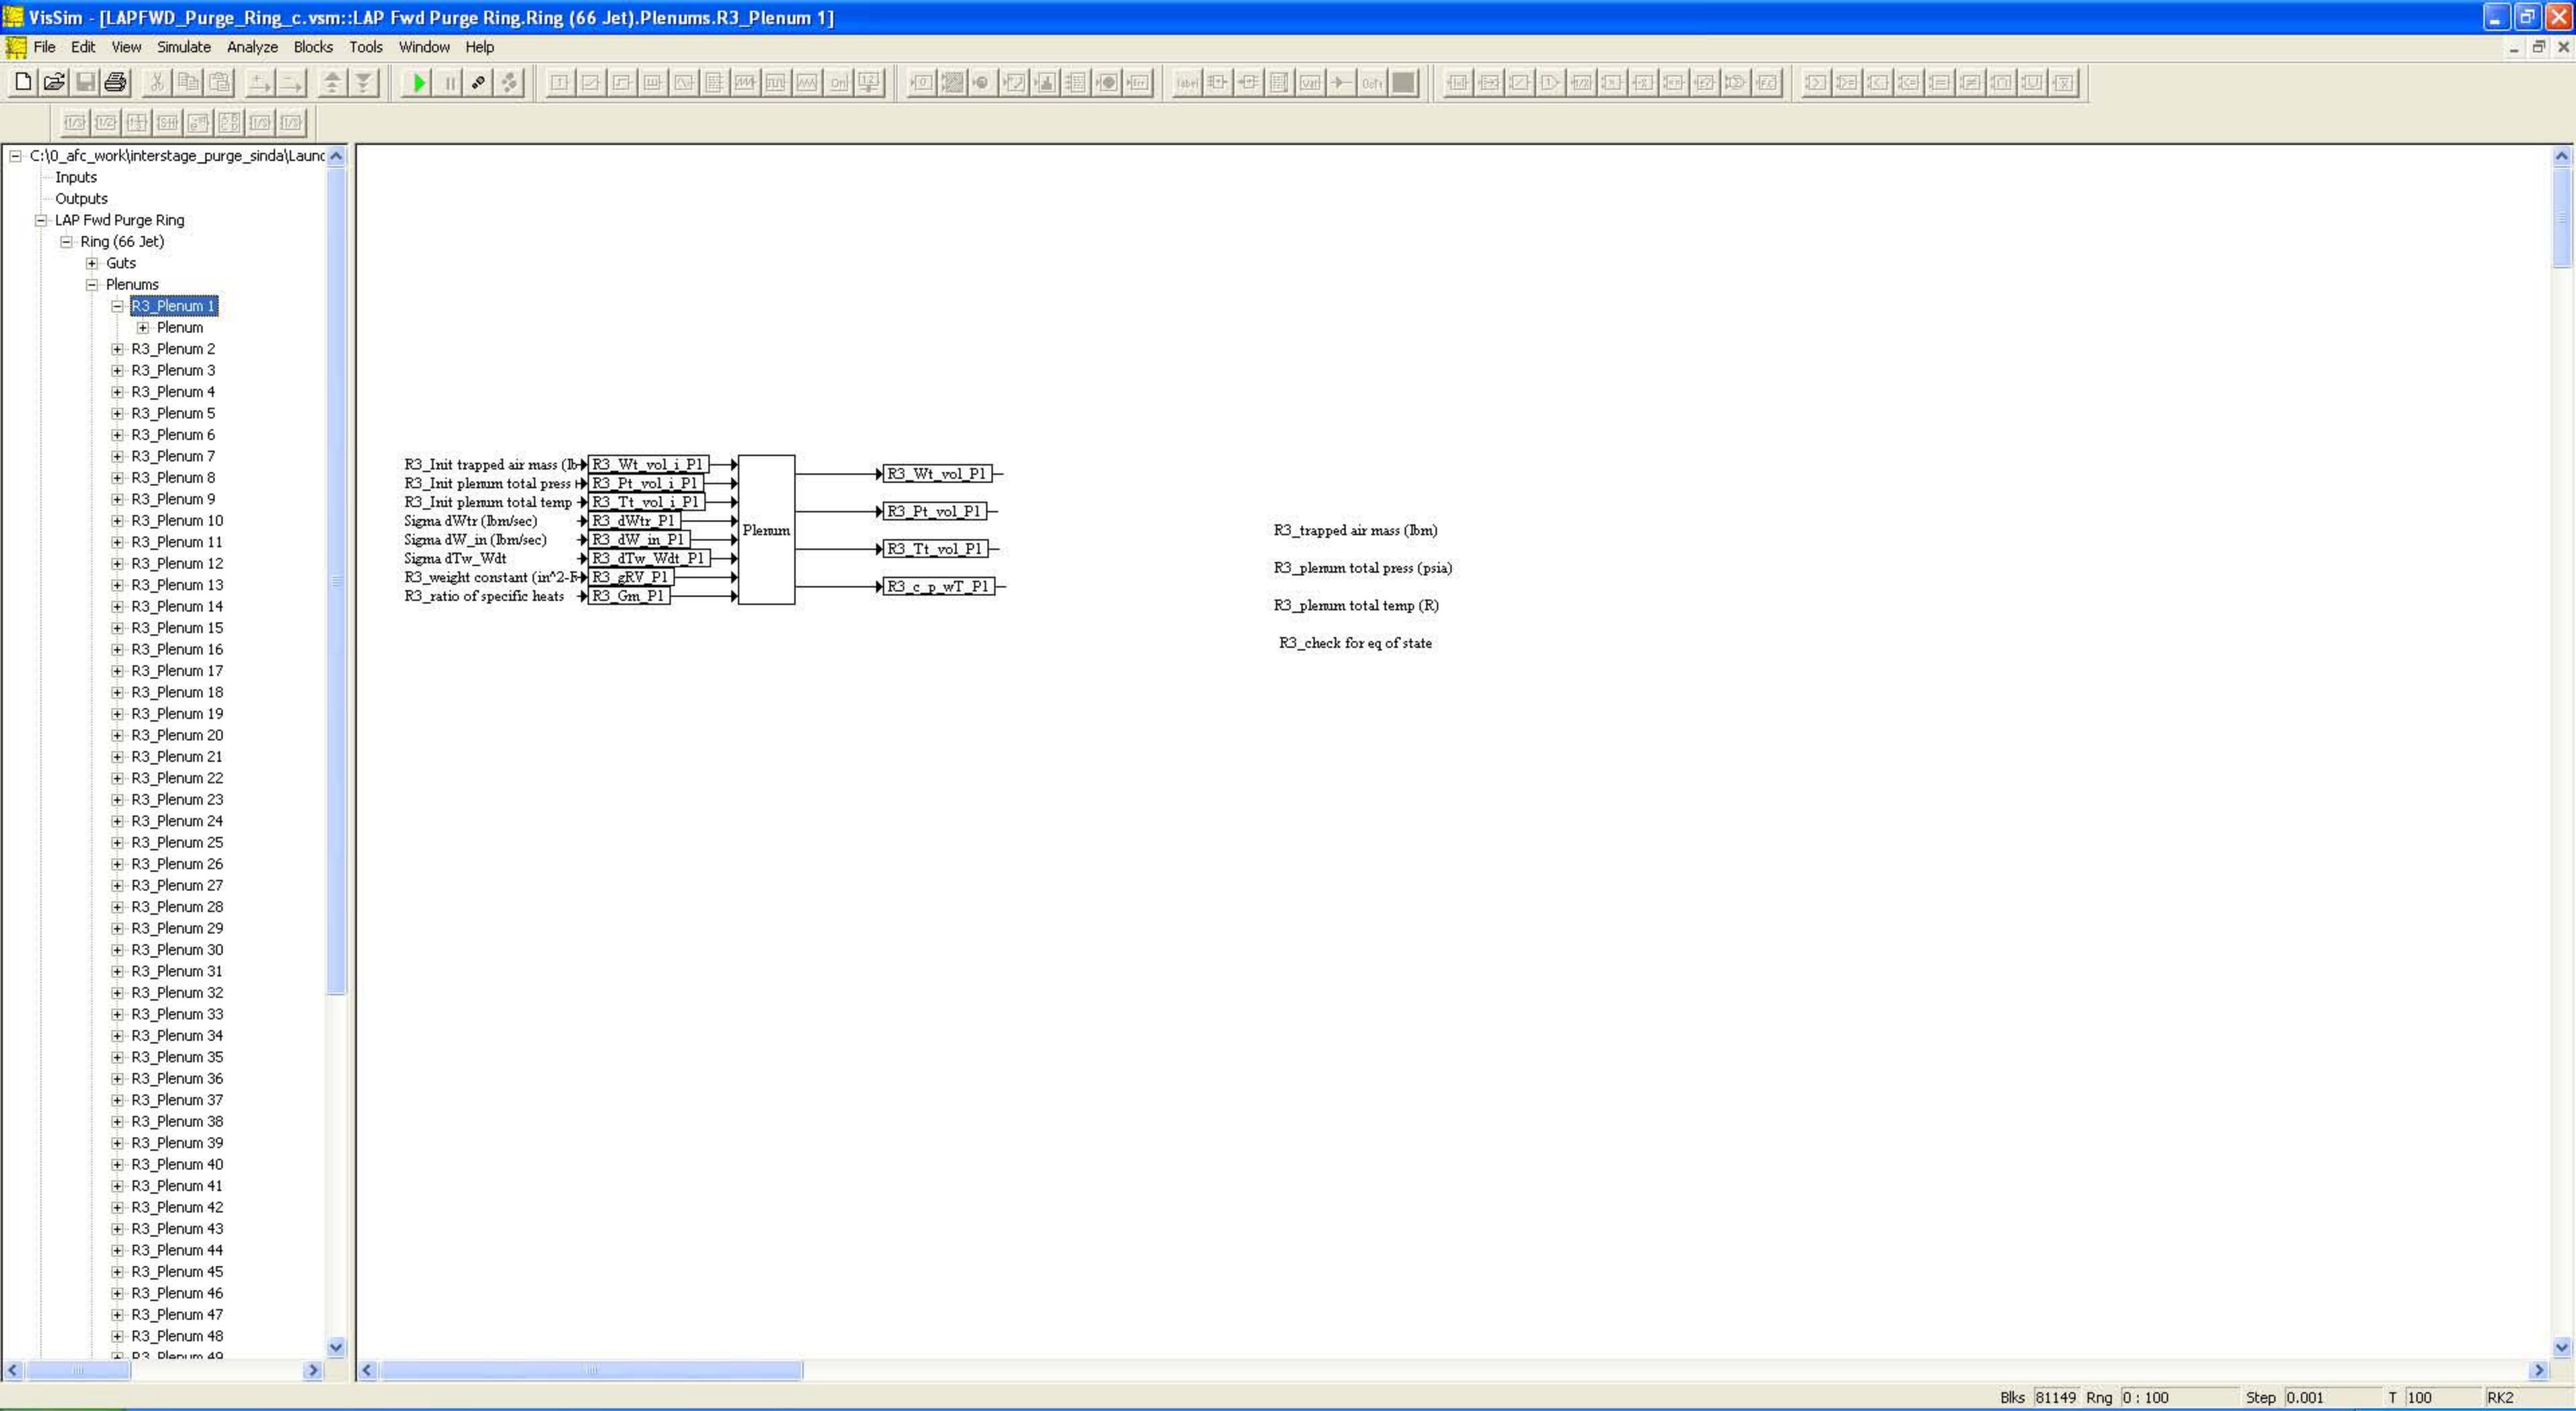 VisSim - [LAPFWD_Purge_Ring_c.vsm::LAP Fwd Purge Ring.Ring (66 Jet).Plenums.R3_Plenum 1]
File Edit View Simulate Analyze Blocks Tools Window Help
C:\0_afc_work\interstage_purge_sinda\Launc
Inputs
Outputs
LAP Fwd Purge Ring
Ring (66 Jet)
Guts
Plenums
R3_Plenum 1
Plenum
R3_Plenum 2
R3_Plenum 3
R3_Plenum 4
R3_Plenum 5
R3_Plenum 6
R3_Plenum 7
R3_Plenum 8
R3_Plenum 9
R3_Plenum 10
R3_Plenum 11
R3_Plenum 12
R3_Plenum 13
R3_Plenum 14
R3_Plenum 15
R3_Plenum 16
R3_Plenum 17
R3_Plenum 18
R3_Plenum 19
R3_Plenum 20
R3_Plenum 21
R3_Plenum 22
R3_Plenum 23
R3_Plenum 24
R3_Plenum 25
R3_Plenum 26
R3_Plenum 27
R3_Plenum 28
R3_Plenum 29
R3_Plenum 30
R3_Plenum 31
R3_Plenum 32
R3_Plenum 33
R3_Plenum 34
R3_Plenum 35
R3_Plenum 36
R3_Plenum 37
R3_Plenum 38
R3_Plenum 39
R3_Plenum 40
R3_Plenum 41
R3_Plenum 42
R3_Plenum 43
R3_Plenum 44
R3_Plenum 45
R3_Plenum 46
R3_Plenum 47
R3_Plenum 48
R3_Plenum 49
R3_Init trapped air mass (lb R3_Wt_vol_i_P1
R3_Init plenum total press R3_Pt_vol_i_P1
R3_Init plenum total temp R3_Tt_vol_i_P1
Sigma dWtr (lbm/sec) R3_dWtr_P1
Sigma dW_in (lbm/sec) R3_dW_in_P1
Sigma dTw_Wdt R3_dTw_Wdt_P1
R3_weight constant (in^2-R R3_gRV_P1
R3_ratio of specific heats R3_Gm_P1
Plenum
R3_Wt_vol_P1
R3_Pt_vol_P1
R3_Tt_vol_P1
R3_c_p_wT_P1
R3_trapped air mass (lbm)
R3_plenum total press (psia)
R3_plenum total temp (R)
R3_check for eq of state
Blks 81149 Rng 0 : 100 Step 0.001 T 100 RK2